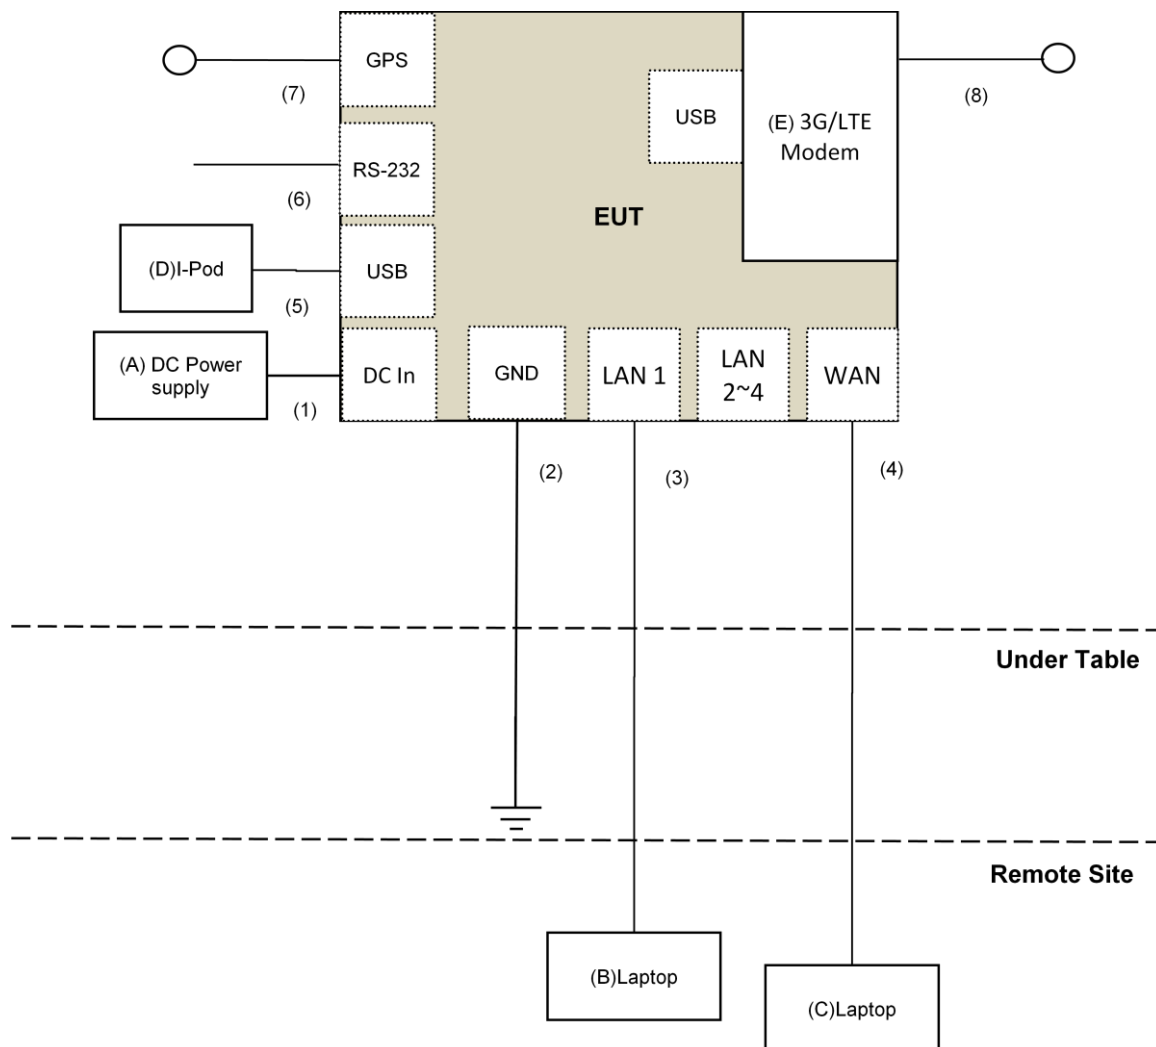 GPS
(7)
USB
(E) 3G/LTE
Modem
(8)
RS-232
(6)
EUT
(D)I-Pod
(5)
USB
(A) DC Power
supply
(1)
DC In
GND
LAN 1
LAN
2~4
WAN
(2)
(3)
(4)
Under Table
Remote Site
(B)Laptop
(C)Laptop